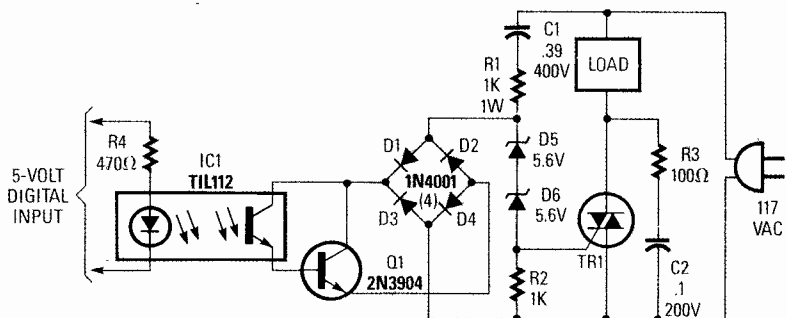 5-VOLT
DIGITAL
INPUT
R4
470Ω
IC1
TIL112
D1
D2
1N4001
(4)
D3
D4
Q1
2N3904
C1
.39
400V
R1
1K
1W
LOAD
D5
5.6V
D6
5.6V
R2
1K
TR1
R3
100Ω
C2
.1
200V
117
VAC